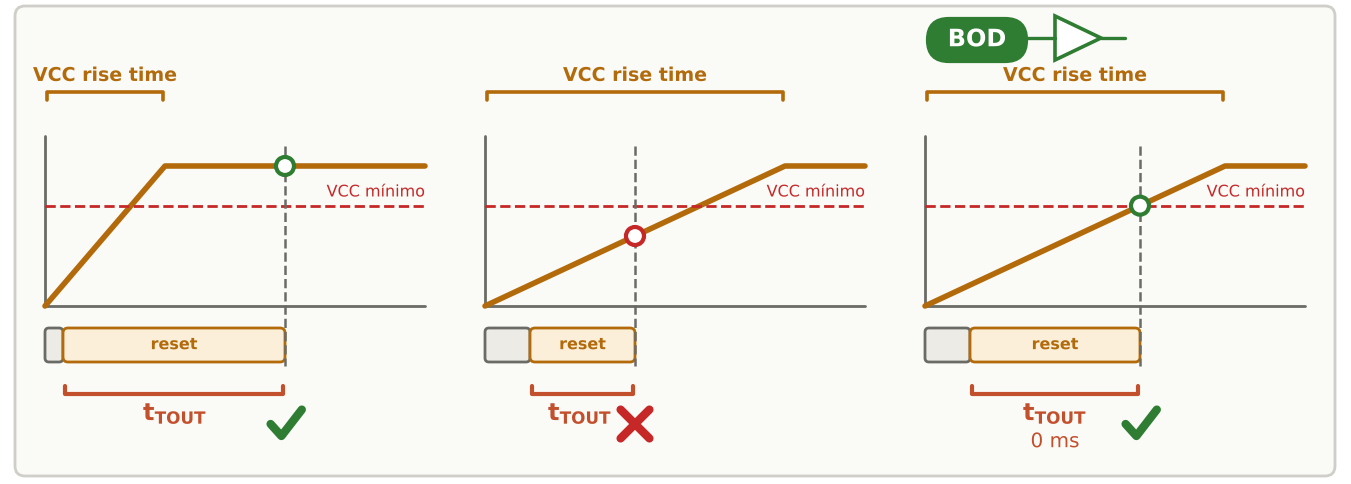 VCC rise time
VCC mínimo
reset
tTOUT
VCC rise time
VCC mínimo
reset
tTOUT
BOD
VCC rise time
VCC mínimo
reset
tTOUT
0 ms